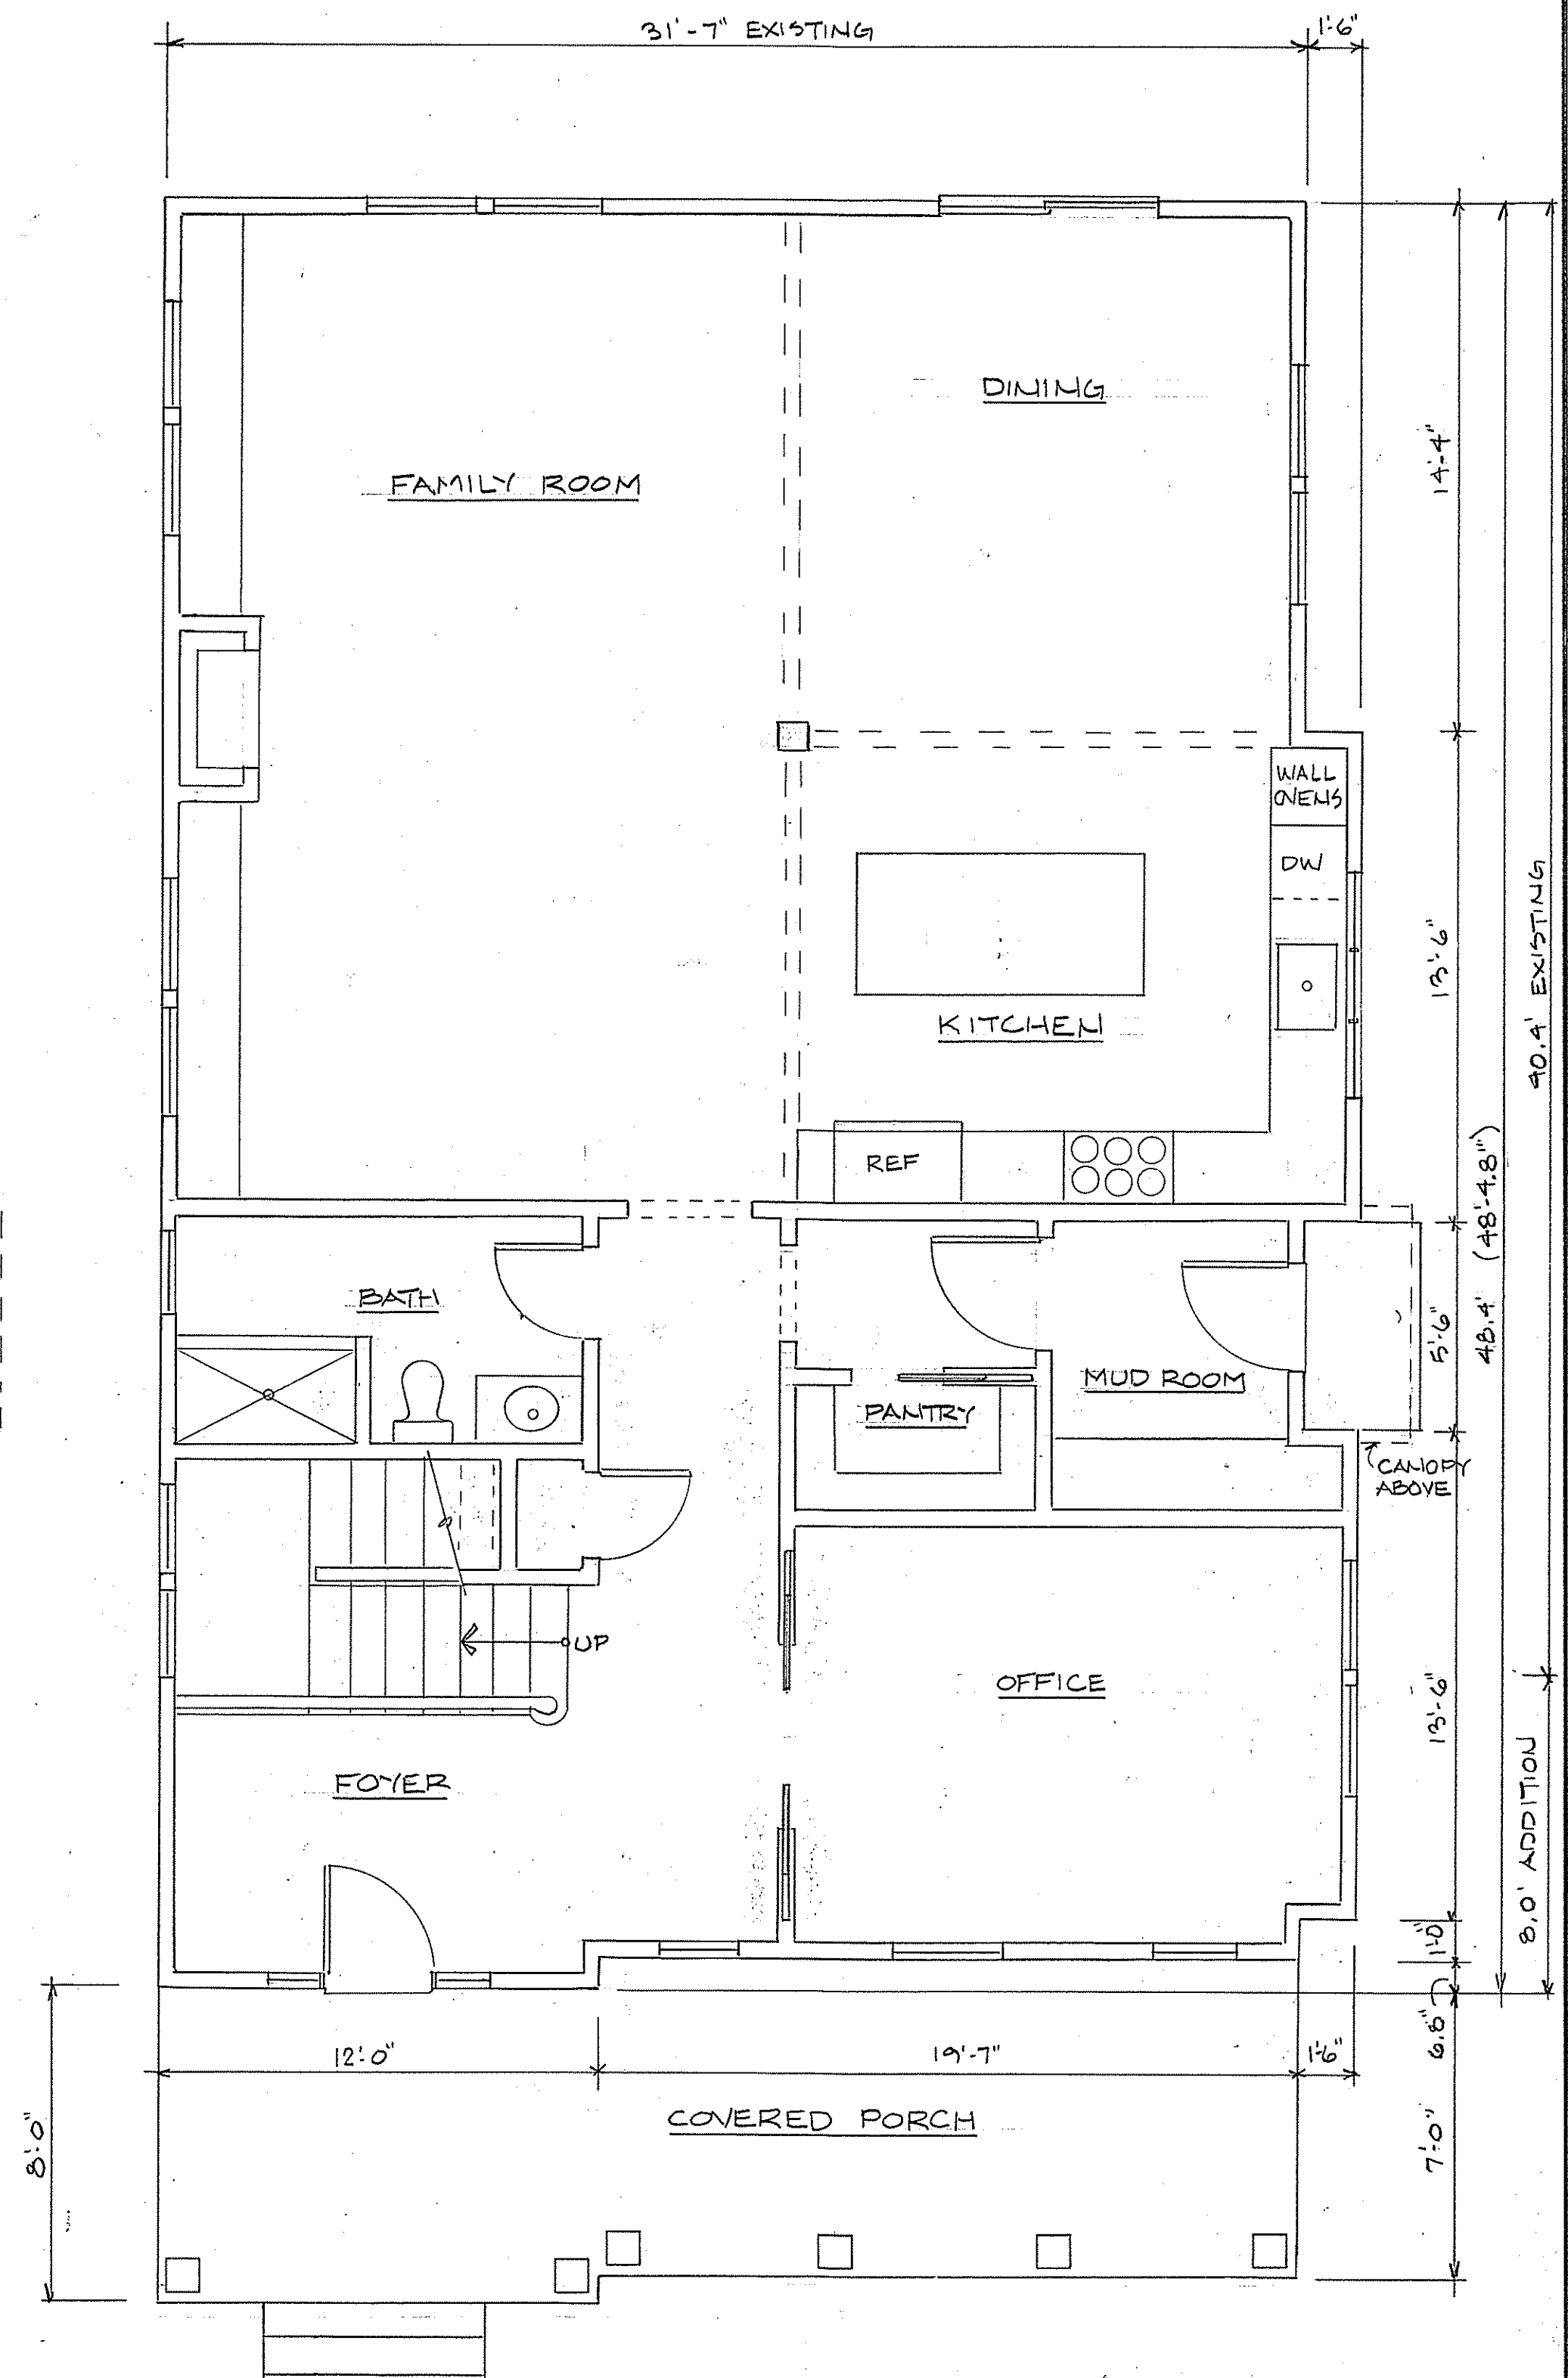 31'-7" EXISTING
1'-6"
DINING
FAMILY ROOM
14'-4"
WALL
OVENS
DW
40.4' EXISTING
13'-6"
KITCHEN
REF
48.4' (48'-4.8")
BATH
5'-6"
MUD ROOM
PANTRY
CANOPY
ABOVE
UP
OFFICE
13'-6"
FOYER
8.0' ADDITION
1'-0"
6.8"
12'-0"
19'-7"
1'-6"
COVERED PORCH
8'-0"
7'-0"